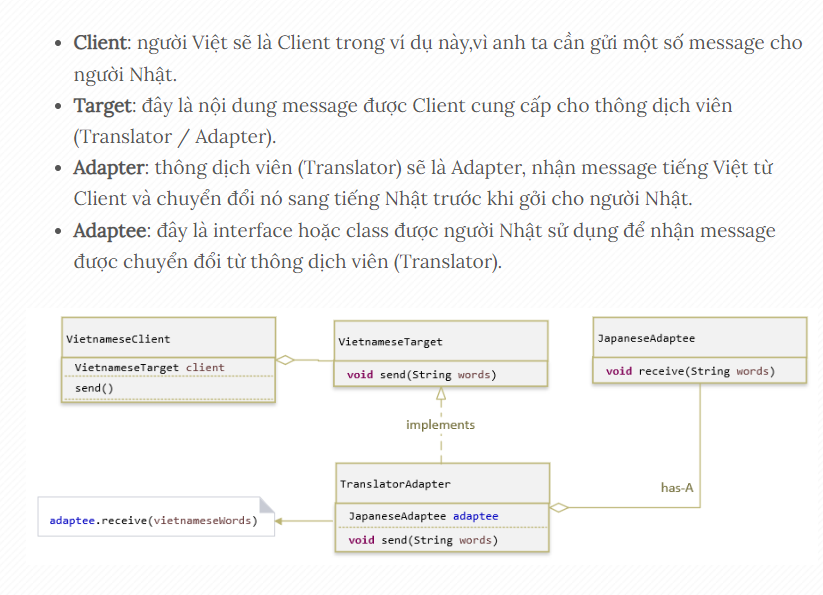 Client: người Việt sẽ là Client trong ví dụ này,vì anh ta cần gửi một số message cho
người Nhật.
Target: đây là nội dung message được Client cung cấp cho thông dịch viên
(Translator / Adapter).
Adapter: thông dịch viên (Translator) sẽ là Adapter, nhận message tiếng Việt từ
Client và chuyển đổi nó sang tiếng Nhật trước khi gởi cho người Nhật.
Adaptee: đây là interface hoặc class được người Nhật sử dụng để nhận message
được chuyển đổi từ thông dịch viên (Translator).
VietnameseClient
VietnameseTarget client
send()
VietnameseTarget
void send(String words)
JapaneseAdaptee
void receive(String words)
implements
TranslatorAdapter
JapaneseAdaptee adaptee
void send(String words)
has-A
adaptee.receive(vietnameseWords)